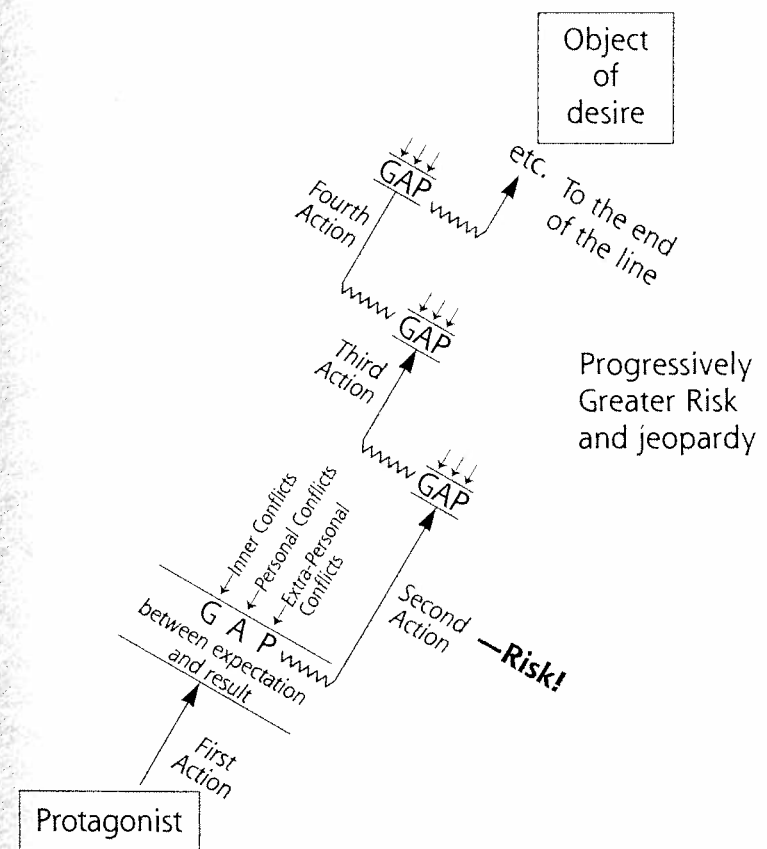 Object
of
desire
etc.
To the end
of the line
GAP
Fourth
Action
GAP
Third
Action
Progressively
Greater Risk
and jeopardy
GAP
Inner Conflicts
Personal Conflicts
Extra-Personal
Conflicts
GAP
between expectation
and result
Second
Action
—Risk!
First
Action
Protagonist